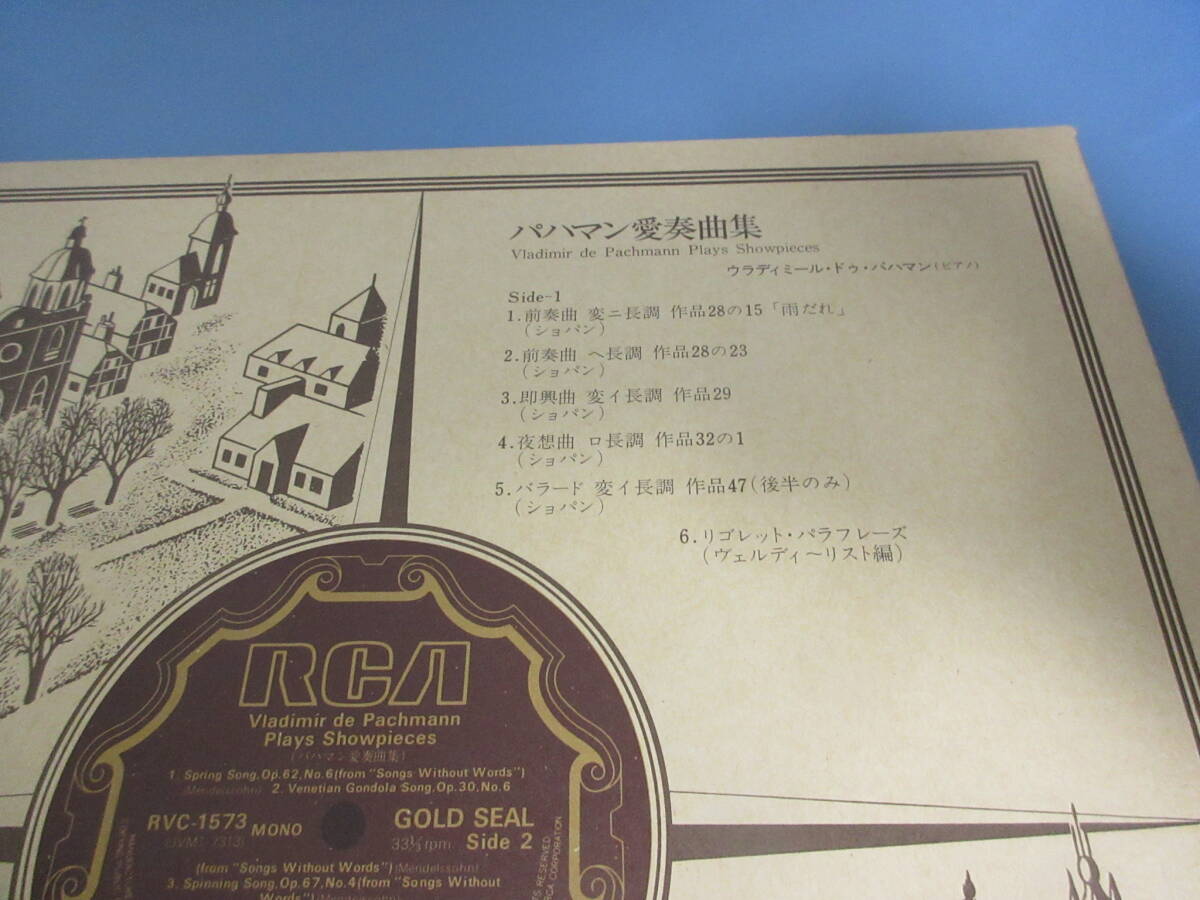 パハマン愛奏曲集
Vladimir de Pachmann Plays Showpieces
ウラディミール・ドゥ・パハマン(ピアノ)
Side-1
1.前奏曲 変ニ長調 作品28の15「雨だれ」
(ショパン)
2.前奏曲 ヘ長調 作品28の23
(ショパン)
3.即興曲 変イ長調 作品29
(ショパン)
4.夜想曲 ロ長調 作品32の1
(ショパン)
5.バラード 変イ長調 作品47(後半のみ)
(ショパン)
6.リゴレット・パラフレーズ
(ヴェルディ〜リスト編)
RCA
Vladimir de Pachmann
Plays Showpieces
(パハマン愛奏曲集)
1. Spring Song, Op.62, No.6 (from "Songs Without Words")
(Mendelssohn) 2. Venetian Gondola Song, Op.30, No.6
RVC-1573 MONO GOLD SEAL
33⅓ rpm Side 2
(from "Songs Without Words") (Mendelssohn)
3. Spinning Song, Op.67, No.4 (from "Songs Without
Words")